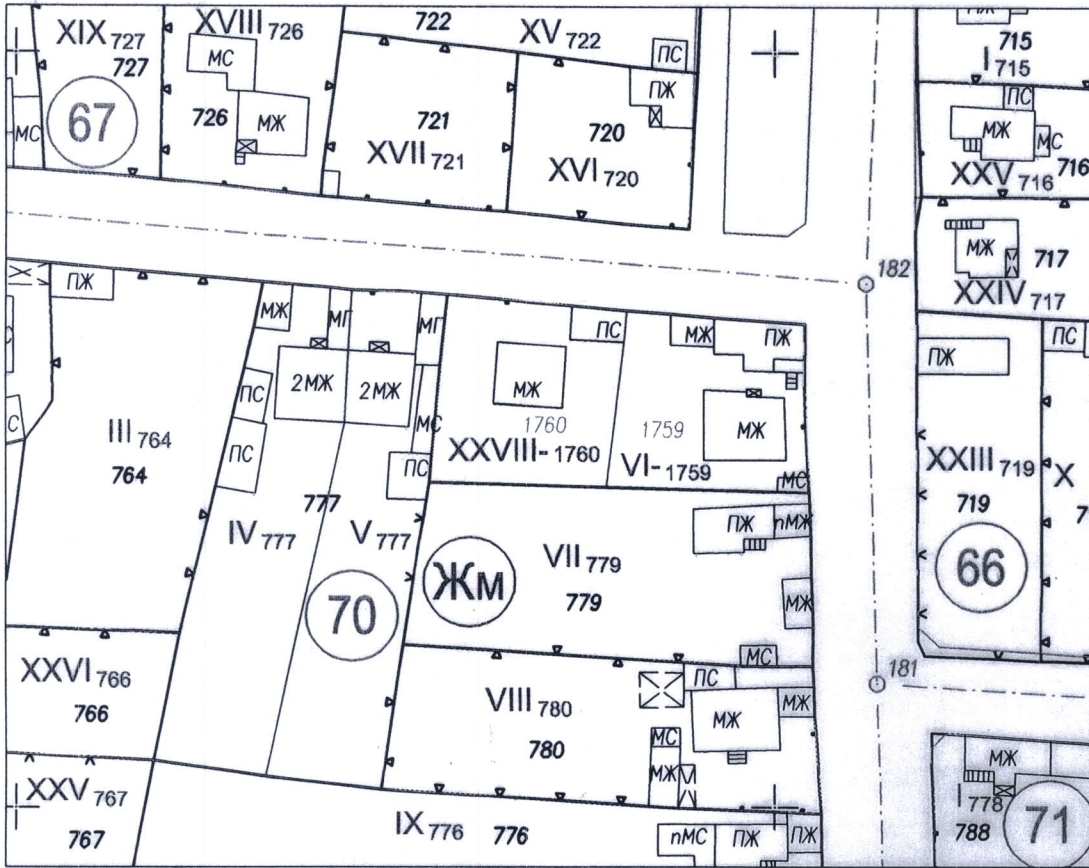 XIX 727
727
67
МС
XVIII 726
МС
726
МЖ
722
XV 722
ПС
721
XVII 721
ПЖ
720
XVI 720
МЖ
715
I 715
ПС
МЖ
МС
716
XXV 716
МЖ
717
XXIV 717
182
ПЖ
ПС
XXIII 719
719
X
66
181
ПЖ
С
III 764
764
МЖ
МГ
МГ
2МЖ
2МЖ
ПС
ПС
МС
ПС
777
IV 777
V 777
70
ПС
МЖ
1760
XXVIII- 1760
МЖ
ПЖ
1759
МЖ
VI- 1759
МС
Жм
VII 779
779
ПЖ
пМЖ
МЖ
МС
XXVI 766
766
VIII 780
780
ПС
МЖ
МЖ
МС
МЖ
XXV 767
767
IX 776
776
пМС
ПЖ
ПЖ
МЖ
I 778
788
71